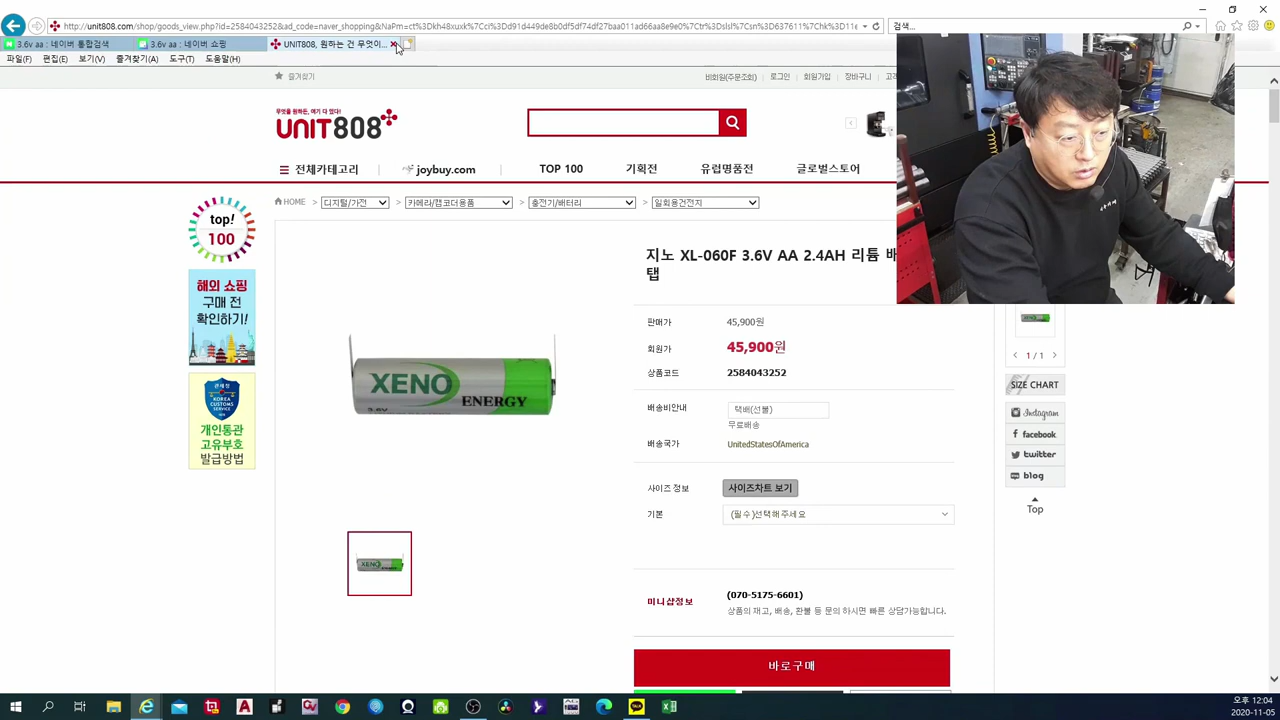 http://unit808.com/shop/goods_view.php?id=2584043252&ad_code=naver_shopping&NaPm=ct%3Dkh48xuxk%7Cci%3Dd91d449de8b0df5df74df27baa011ad66aa8e9e0%7Ctr%3Dslsl%7Csn%3D637611%7Chk%3D11e
검색...
3.6v aa : 네이버 통합검색
3.6v aa : 네이버 쇼핑
UNIT808, 원하는 건 무엇이...
파일(F) 편집(E) 보기(V) 즐겨찾기(A) 도구(T) 도움말(H)
즐겨찾기
비회원(주문조회) | 로그인 | 회원가입 | 장바구니 |
무엇을 원하든, 여기 다 있다!
UNIT808
전체카테고리
joybuy.com
TOP 100
기획전
유럽명품전
글로벌스토어
HOME > 디지털/가전 > 카메라/캠코더용품 > 충전기/배터리 > 일회용건전지
top!
100
해외 쇼핑
구매 전
확인하기!
관세청
KOREA
CUSTOMS
SERVICE
개인통관
고유부호
발급방법
XENO
ENERGY
3.6V
XENO
지노 XL-060F 3.6V AA 2.4AH 리튬 배
탭
판매가 45,900원
회원가 45,900원
상품코드 2584043252
배송비안내 택배(선불)
무료배송
배송국가 UnitedStatesOfAmerica
사이즈 정보 사이즈차트 보기
기본 (필수)선택해주세요
미니샵정보 (070-5175-6601)
상품의 재고, 배송, 환불 등 문의 하시면 빠른 상담가능합니다.
바로구매
1 / 1
SIZE CHART
Instagram
facebook
twitter
blog
Top
오후 12:04
2020-11-05